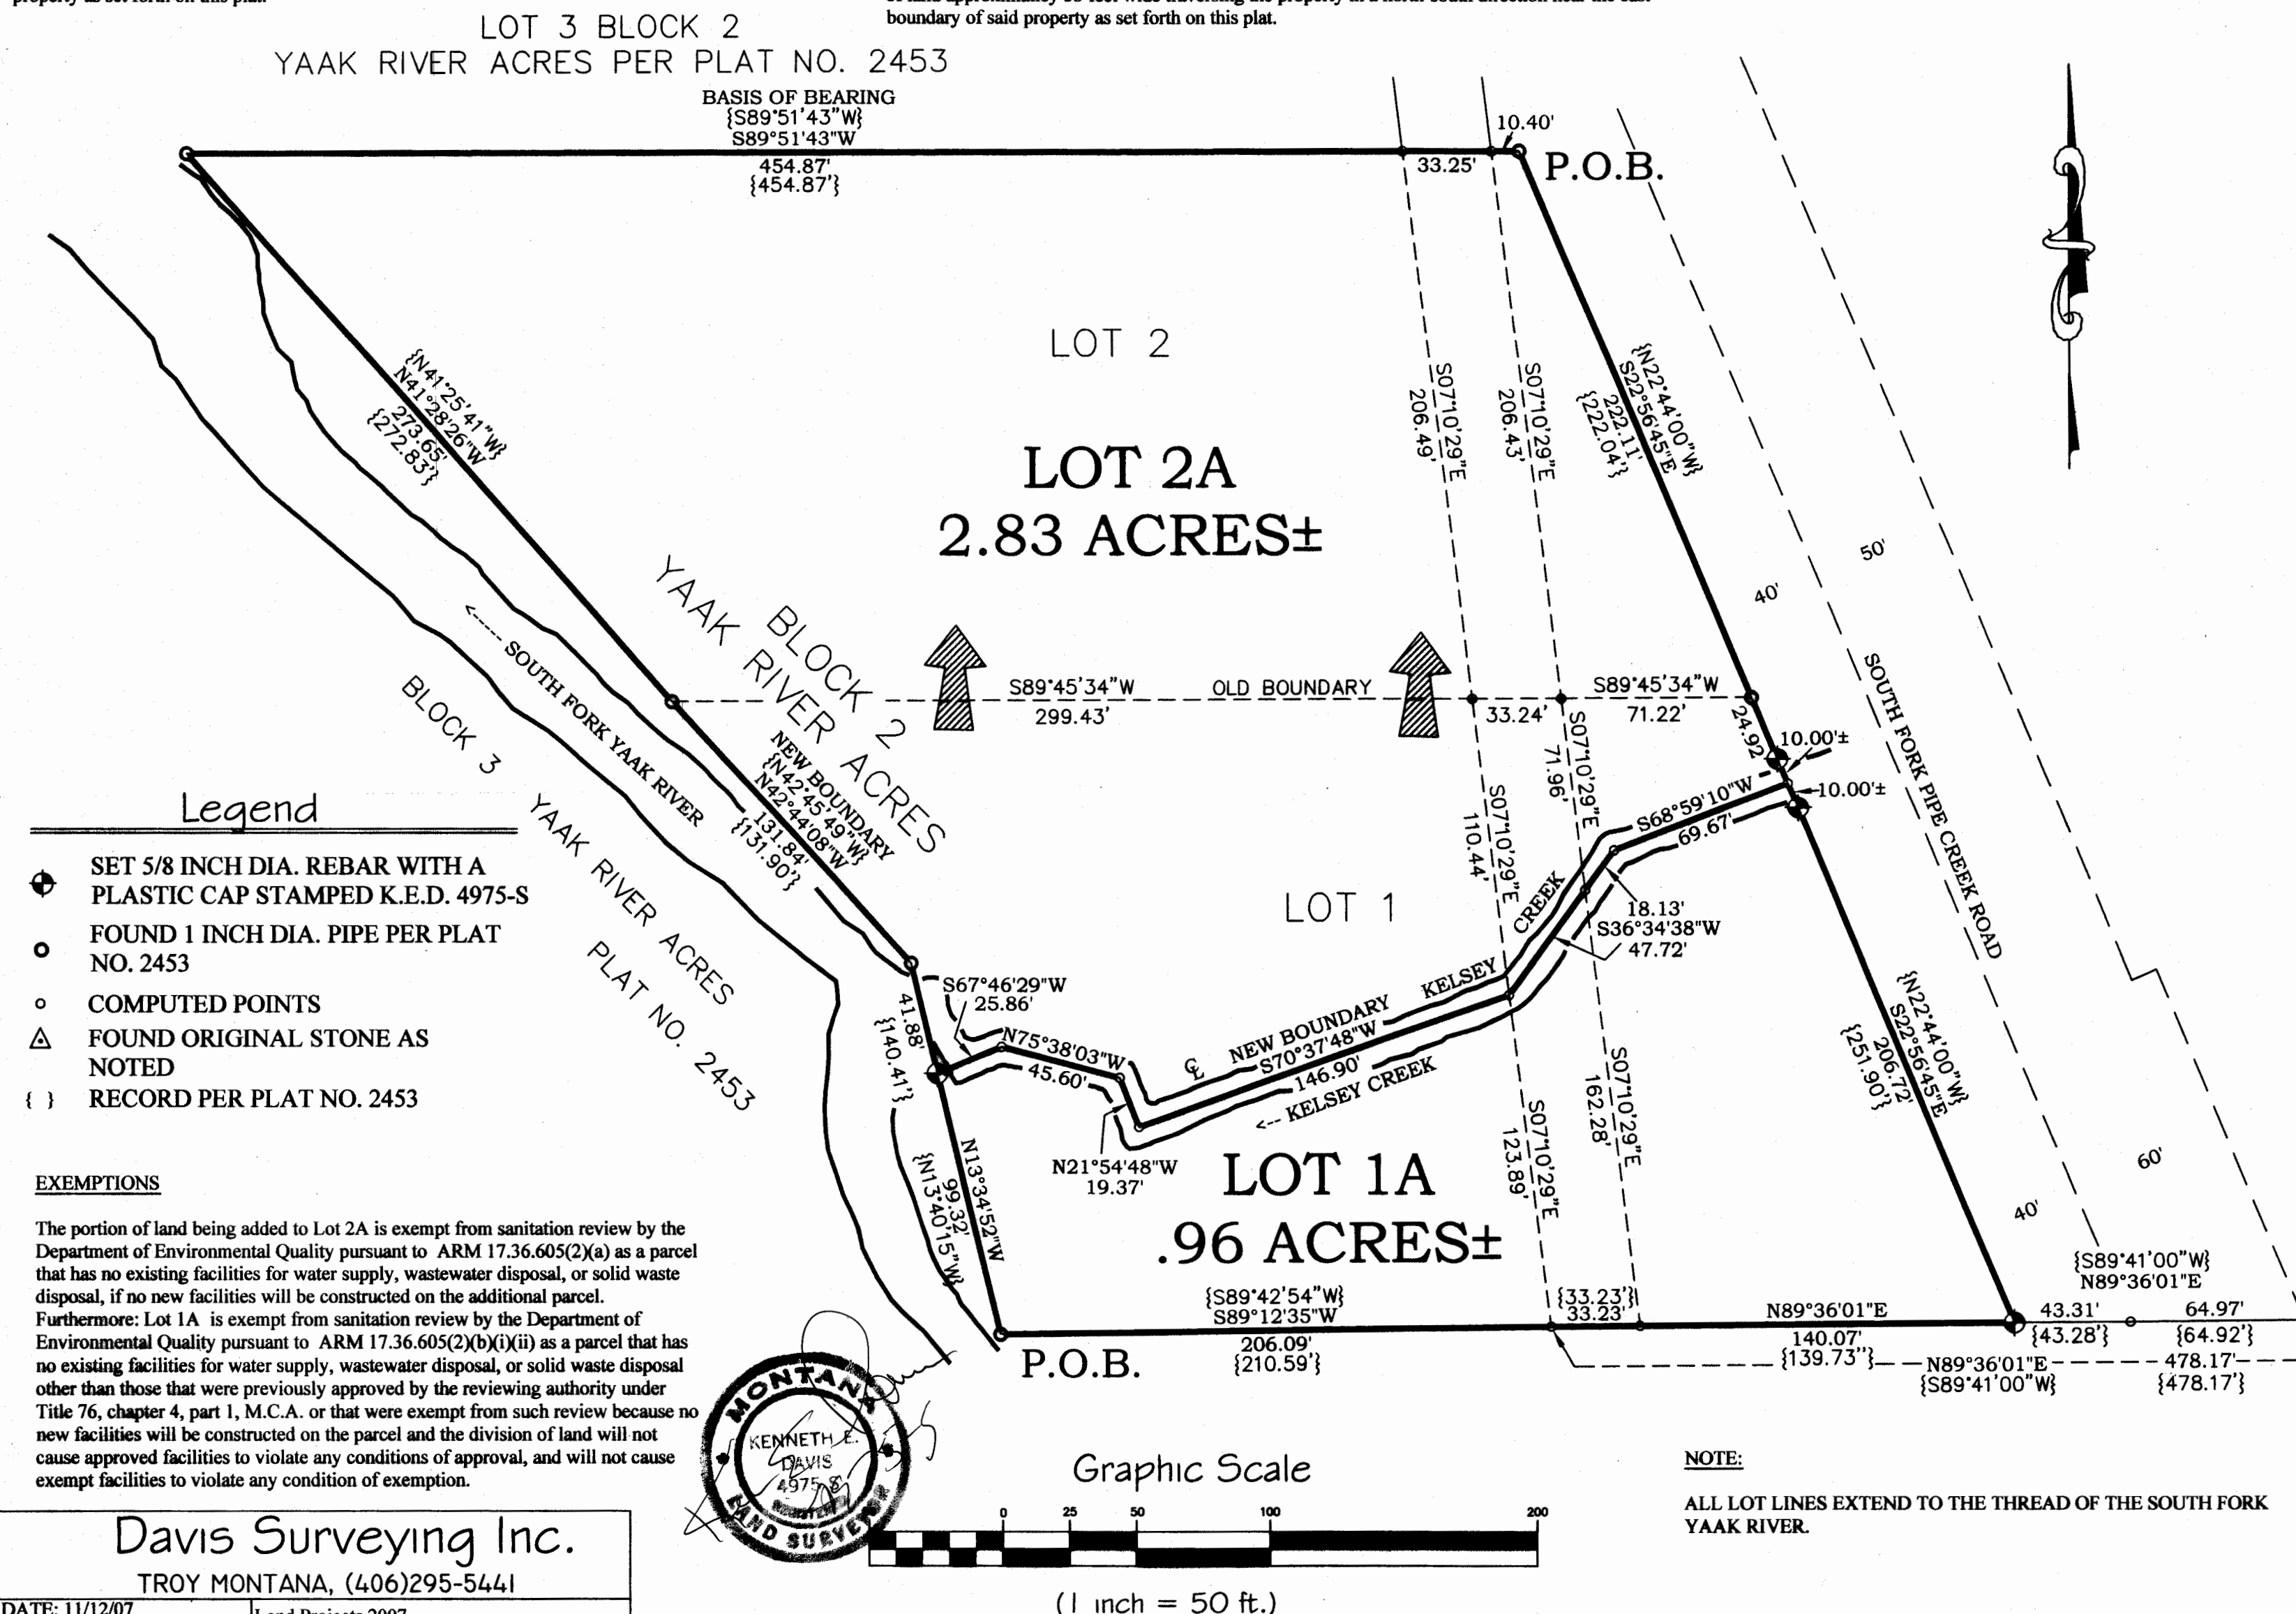 property as set forth on this plat.
boundary of said property as set forth on this plat.
LOT 3 BLOCK 2
YAAK RIVER ACRES PER PLAT NO. 2453
BASIS OF BEARING
{S89°51'43"W}
S89°51'43"W
454.87'
{454.87'}
33.25'
10.40'
P.O.B.
{N41°25'41"W}
N41°28'26"W
273.65'
{272.83'}
LOT 2
LOT 2A
2.83 ACRES±
S07°10'29"E
206.49'
S07°10'29"E
206.43'
{N22°44'00"W}
S22°56'45"E
222.11'
{222.04'}
50'
40'
SOUTH FORK PIPE CREEK ROAD
BLOCK 2
YAAK RIVER ACRES
<----- SOUTH FORK YAAK RIVER
BLOCK 3
YAAK RIVER ACRES
PLAT NO. 2453
S89°45'34"W
OLD BOUNDARY
299.43'
33.24'
S89°45'34"W
71.22'
24.92
10.00'±
10.00'±
NEW BOUNDARY
{N42°45'49"W}
N42°44'08"W
131.84'
{131.90'}
S07°10'29"E
71.96'
S07°10'29"E
110.44'
S68°59'10"W
69.67'
18.13'
S36°34'38"W
47.72'
LOT 1
CREEK
KELSEY
NEW BOUNDARY
S70°37'48"W
146.90'
<-- KELSEY CREEK
S67°46'29"W
25.86'
N75°38'03"W
45.60'
N21°54'48"W
19.37'
41.88'
{140.41'}
N13°34'52"W
99.32'
{N13°40'15"W}
LOT 1A
.96 ACRES±
S07°10'29"E
123.89'
S07°10'29"E
162.28'
{N22°44'00"W}
S22°56'45"E
206.72'
{251.90'}
60'
40'
{S89°42'54"W}
S89°12'35"W
206.09'
{210.59'}
{33.23'}
33.23'
N89°36'01"E
140.07'
{139.73"}
{S89°41'00"W}
N89°36'01"E
43.31'
{43.28'}
64.97'
{64.92'}
N89°36'01"E
{S89°41'00"W}
478.17'
{478.17'}
P.O.B.
Legend
SET 5/8 INCH DIA. REBAR WITH A
PLASTIC CAP STAMPED K.E.D. 4975-S
FOUND 1 INCH DIA. PIPE PER PLAT
NO. 2453
COMPUTED POINTS
FOUND ORIGINAL STONE AS
NOTED
{ } RECORD PER PLAT NO. 2453
EXEMPTIONS
The portion of land being added to Lot 2A is exempt from sanitation review by the
Department of Environmental Quality pursuant to ARM 17.36.605(2)(a) as a parcel
that has no existing facilities for water supply, wastewater disposal, or solid waste
disposal, if no new facilities will be constructed on the additional parcel.
Furthermore: Lot 1A is exempt from sanitation review by the Department of
Environmental Quality pursuant to ARM 17.36.605(2)(b)(i)(ii) as a parcel that has
no existing facilities for water supply, wastewater disposal, or solid waste disposal
other than those that were previously approved by the reviewing authority under
Title 76, chapter 4, part 1, M.C.A. or that were exempt from such review because no
new facilities will be constructed on the parcel and the division of land will not
cause approved facilities to violate any conditions of approval, and will not cause
exempt facilities to violate any condition of exemption.
MONTANA
KENNETH E.
DAVIS
4975 S
LAND SURVEYOR
Graphic Scale
0 25 50 100 200
(1 inch = 50 ft.)
NOTE:
ALL LOT LINES EXTEND TO THE THREAD OF THE SOUTH FORK
YAAK RIVER.
Davis Surveying Inc.
TROY MONTANA, (406)295-5441
DATE: 11/12/07
Land Projects 2007